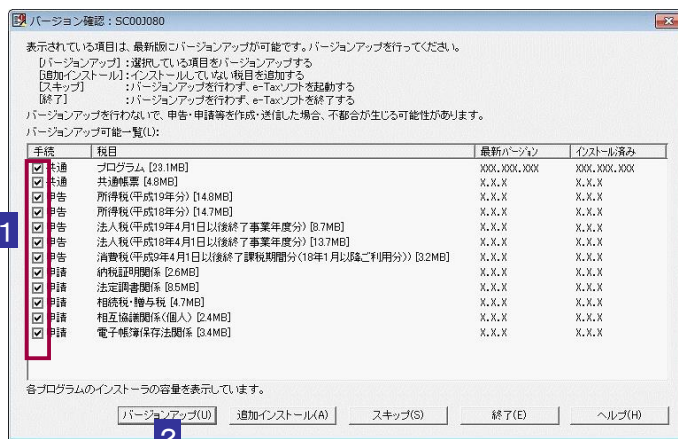 バージョン確認：SC00J080
表示されている項目は、最新版にバージョンアップが可能です。バージョンアップを行ってください。
[バージョンアップ]：選択している項目をバージョンアップする
[追加インストール]：インストールしていない税目を追加する
[スキップ]：バージョンアップを行わず、e-Taxソフトを起動する
[終了]：バージョンアップを行わず、e-Taxソフトを終了する
バージョンアップを行わないで、申告・申請等を作成・送信した場合、不都合が生じる可能性があります。
バージョンアップ可能一覧(L):
手続 税目 最新バージョン インストール済み
共通 プログラム [23.1MB] XXX.XXX.XXX XXX.XXX.XXX
共通 共通帳票 [4.8MB] X.X.X X.X.X
申告 所得税(平成19年分) [14.8MB] X.X.X X.X.X
申告 所得税(平成18年分) [14.7MB] X.X.X X.X.X
1
申告 法人税(平成19年4月1日以後終了事業年度分) [8.7MB] X.X.X X.X.X
申告 法人税(平成18年4月1日以後終了事業年度分) [13.7MB] X.X.X X.X.X
申告 消費税(平成9年4月1日以後終了課税期間分(18年1月以降ご利用分)) [3.2MB] X.X.X X.X.X
申請 納税証明関係 [2.6MB] X.X.X X.X.X
申請 法定調書関係 [8.5MB] X.X.X X.X.X
申請 相続税・贈与税 [4.7MB] X.X.X X.X.X
申請 相互協議関係(個人) [2.4MB] X.X.X X.X.X
申請 電子帳簿保存法関係 [3.4MB] X.X.X X.X.X
各プログラムのインストーラの容量を表示しています。
バージョンアップ(U) 追加インストール(A) スキップ(S) 終了(E) ヘルプ(H)
2